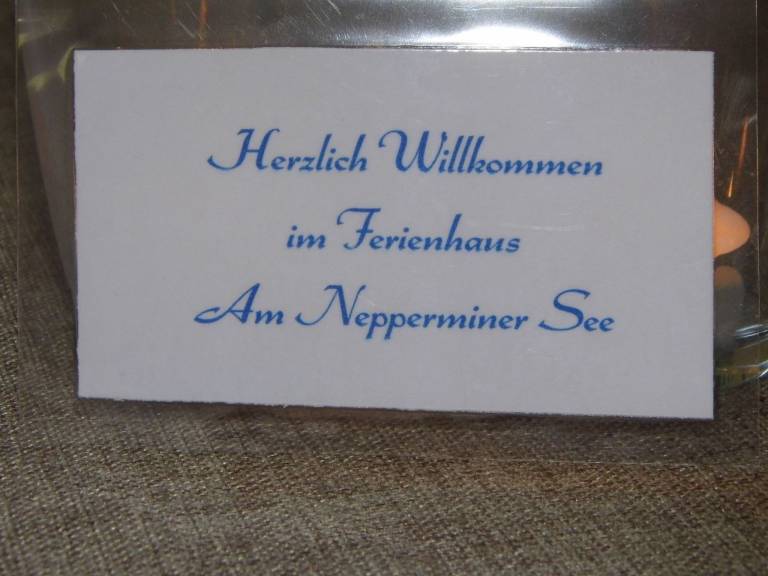 Herzlich Willkommen
im Ferienhaus
Am Nepperminer See